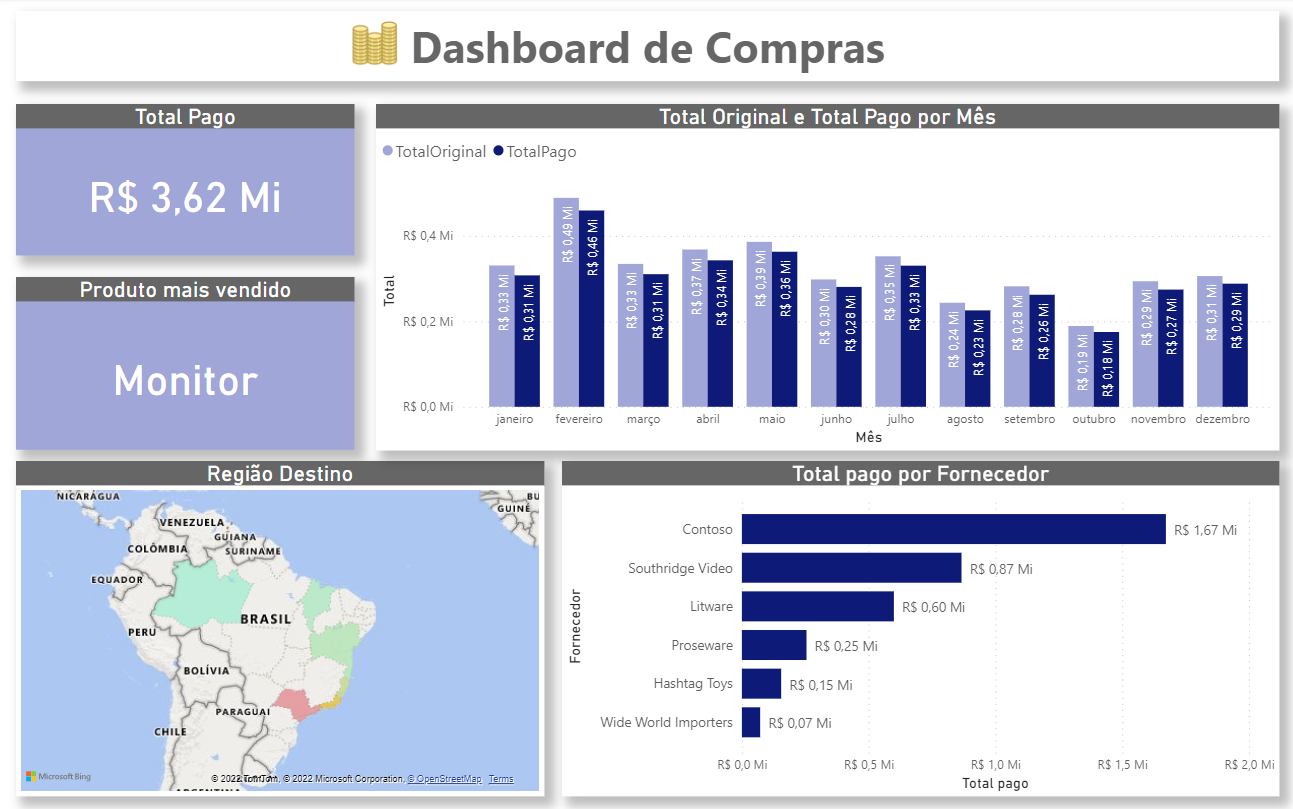 Dashboard de Compras
Total Pago
R$ 3,62 Mi
Produto mais vendido
Monitor
Total Original e Total Pago por Mês
TotalOriginal TotalPago
Total
R$ 0,4 Mi
R$ 0,2 Mi
R$ 0,0 Mi
R$ 0,33 Mi
R$ 0,31 Mi
R$ 0,49 Mi
R$ 0,46 Mi
R$ 0,33 Mi
R$ 0,31 Mi
R$ 0,37 Mi
R$ 0,34 Mi
R$ 0,39 Mi
R$ 0,36 Mi
R$ 0,30 Mi
R$ 0,28 Mi
R$ 0,35 Mi
R$ 0,33 Mi
R$ 0,24 Mi
R$ 0,23 Mi
R$ 0,28 Mi
R$ 0,26 Mi
R$ 0,19 Mi
R$ 0,18 Mi
R$ 0,29 Mi
R$ 0,27 Mi
R$ 0,31 Mi
R$ 0,29 Mi
janeiro fevereiro março abril maio junho julho agosto setembro outubro novembro dezembro
Mês
Região Destino
NICARÁGUA
BU
GUINÉ
VENEZUELA
GUIANA
COLÔMBIA
SURINAME
EQUADOR
BRASIL
PERU
BOLÍVIA
PARAGUAI
CHILE
Microsoft Bing
© 2022 TomTom, © 2022 Microsoft Corporation, © OpenStreetMap Terms
ARGENTINA
Total pago por Fornecedor
Fornecedor
Contoso R$ 1,67 Mi
Southridge Video R$ 0,87 Mi
Litware R$ 0,60 Mi
Proseware R$ 0,25 Mi
Hashtag Toys R$ 0,15 Mi
Wide World Importers R$ 0,07 Mi
R$ 0,0 Mi R$ 0,5 Mi R$ 1,0 Mi R$ 1,5 Mi R$ 2,0 Mi
Total pago